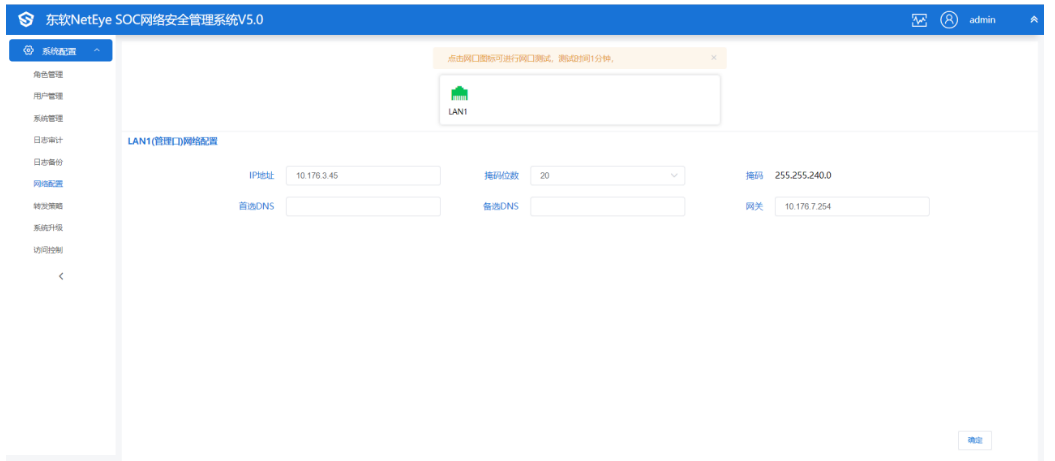 东软NetEye SOC网络安全管理系统V5.0
admin
系统配置
点击网口图标可进行网口测试，测试时间1分钟。
角色管理
用户管理
系统管理
LAN1
日志审计
LAN1(管理口)网络配置
日志备份
IP地址 10.176.3.45 掩码位数 20 掩码 255.255.240.0
网络配置
首选DNS 备选DNS 网关 10.176.7.254
转发策略
系统升级
访问控制
确定